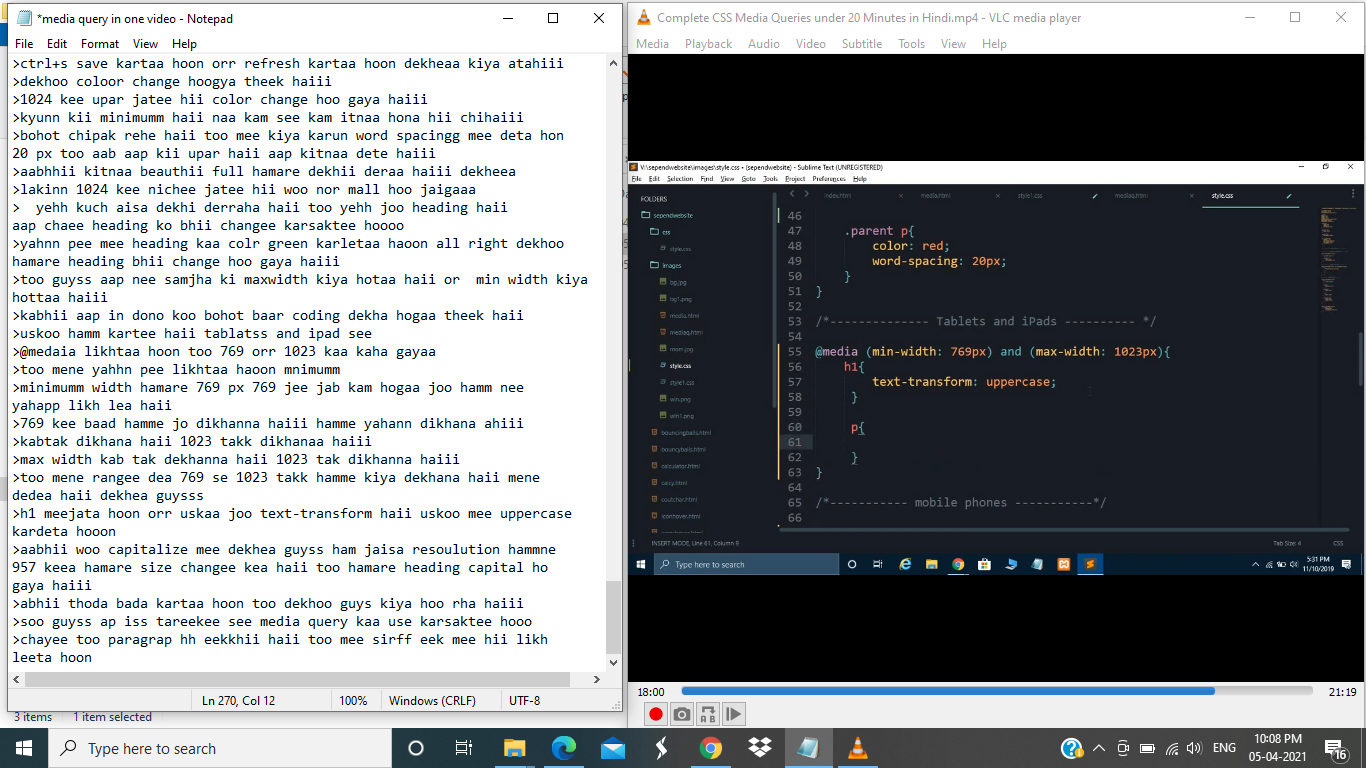 *media query in one video - Notepad
File Edit Format View Help
>ctrl+s save kartaa hoon orr refresh kartaa hoon dekheaa kiya atahiii
>dekhoo coloor change hoogya theek haiii
>1024 kee upar jatee hii color change hoo gaya haiii
>kyunn kii minimumm haii naa kam see kam itnaa hona hii chihaiii
>bohot chipak rehe haii too mee kiya karun word spacingg mee deta hon
20 px too aab aap kii upar haii aap kitnaa dete haiii
>aabhhii kitnaa beauthii full hamare dekhii deraa haiii dekheea
>lakinn 1024 kee nichee jatee hii woo nor mall hoo jaigaaa
>  yehh kuch aisa dekhi derraha haii too yehh joo heading haii
aap chaee heading ko bhii changee karsaktee hoooo
>yahnn pee mee heading kaa colr green karletaa haoon all right dekhoo
hamare heading bhii change hoo gaya haiii
>too guyss aap nee samjha ki maxwidth kiya hotaa haii or  min width kiya
hottaa haiii
>kabhii aap in dono koo bohot baar coding dekha hogaa theek haii
>uskoo hamm kartee haii tablatss and ipad see
>@medaia likhtaa hoon too 769 orr 1023 kaa kaha gayaa
>too mene yahhn pee likhtaa haoon mnimumm
>minimumm width hamare 769 px 769 jee jab kam hogaa joo hamm nee
yahapp likh lea haii
>769 kee baad hamme jo dikhanna haiii hamme yahann dikhana ahiii
>kabtak dikhana haii 1023 takk dikhanaa haiii
>max width kab tak dekhanna haii 1023 tak dikhanna haiii
>too mene rangee dea 769 se 1023 takk hamme kiya dekhana haii mene
dedea haii dekhea guysss
>h1 meejata hoon orr uskaa joo text-transform haii uskoo mee uppercase
kardeta hooon
>aabhii woo capitalize mee dekhea guyss ham jaisa resoulution hammne
957 keea hamare size changee kea haii too hamare heading capital ho
gaya haiii
>abhii thoda bada kartaa hoon too dekhoo guys kiya hoo rha haiii
>soo guyss ap iss tareekee see media query kaa use karsaktee hooo
>chayee too paragrap hh eekkhii haii too mee sirff eek mee hii likh
leeta hoon
Ln 270, Col 12 100% Windows (CRLF) UTF-8
3 items 1 item selected
Complete CSS Media Queries under 20 Minutes in Hindi.mp4 - VLC media player
Media Playback Audio Video Subtitle Tools View Help
V:\sependwebsite\images\style.css • (sependwebsite) - Sublime Text (UNREGISTERED)
File Edit Selection Find View Goto Tools Project Preferences Help
index.html media.html style1.css mediaq.html style.css
FOLDERS
sependwebsite
css
style.css
images
bg.jpg
bg1.png
media.html
mediaq.html
mom.jpg
style.css
style1.css
win.png
win1.png
bouncingballs.html
bouncyballs.html
calculator.html
calcy.html
coutchar.html
iconhover.html
46
47 .parent p{
48 color: red;
49 word-spacing: 20px;
50 }
51 }
52
53 /*-------------- Tablets and iPads ---------- */
54
55 @media (min-width: 769px) and (max-width: 1023px){
56 h1{
57 text-transform: uppercase;
58 }
59
60 p{
61
62 }
63 }
64
65 /*----------- mobile phones -----------*/
66
INSERT MODE, Line 61, Column 9 Tab Size: 4 CSS
Type here to search
5:31 PM
11/10/2019
18:00 21:19
Type here to search
ENG
10:08 PM
05-04-2021
16